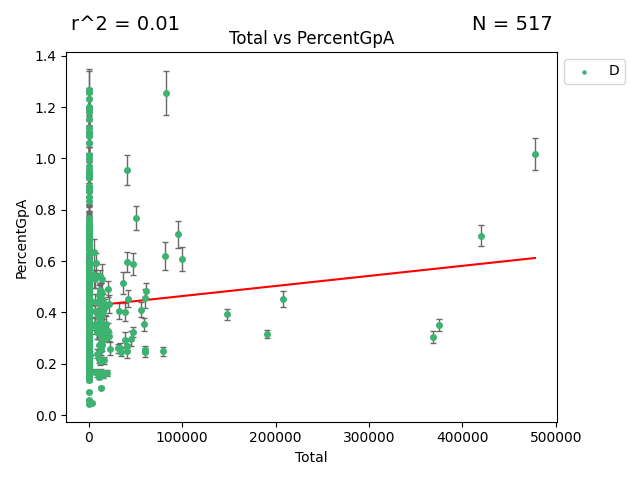 r^2 = 0.01
N = 517
Total vs PercentGpA
D
PercentGpA
1.4
1.2
1.0
0.8
0.6
0.4
0.2
0.0
0
100000
200000
300000
400000
500000
Total